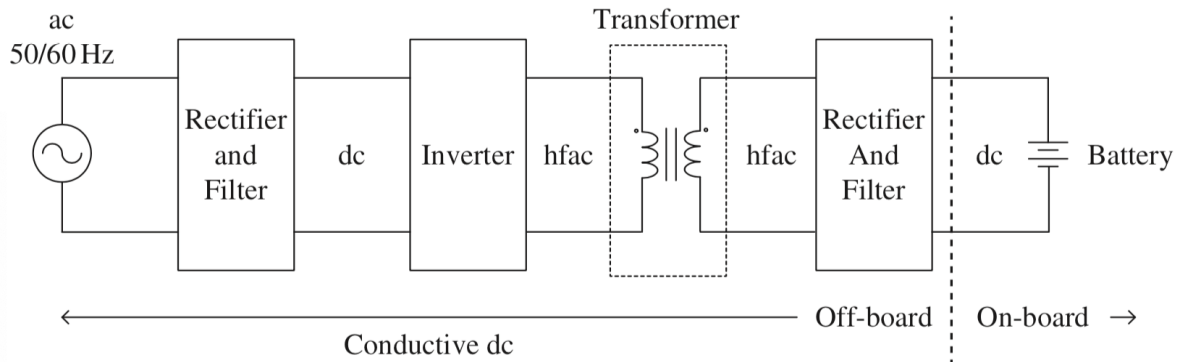 ac
50/60 Hz
Transformer
Rectifier
and
Filter
dc
Inverter
hfac
hfac
Rectifier
And
Filter
dc
Battery
Off-board
On-board
Conductive dc